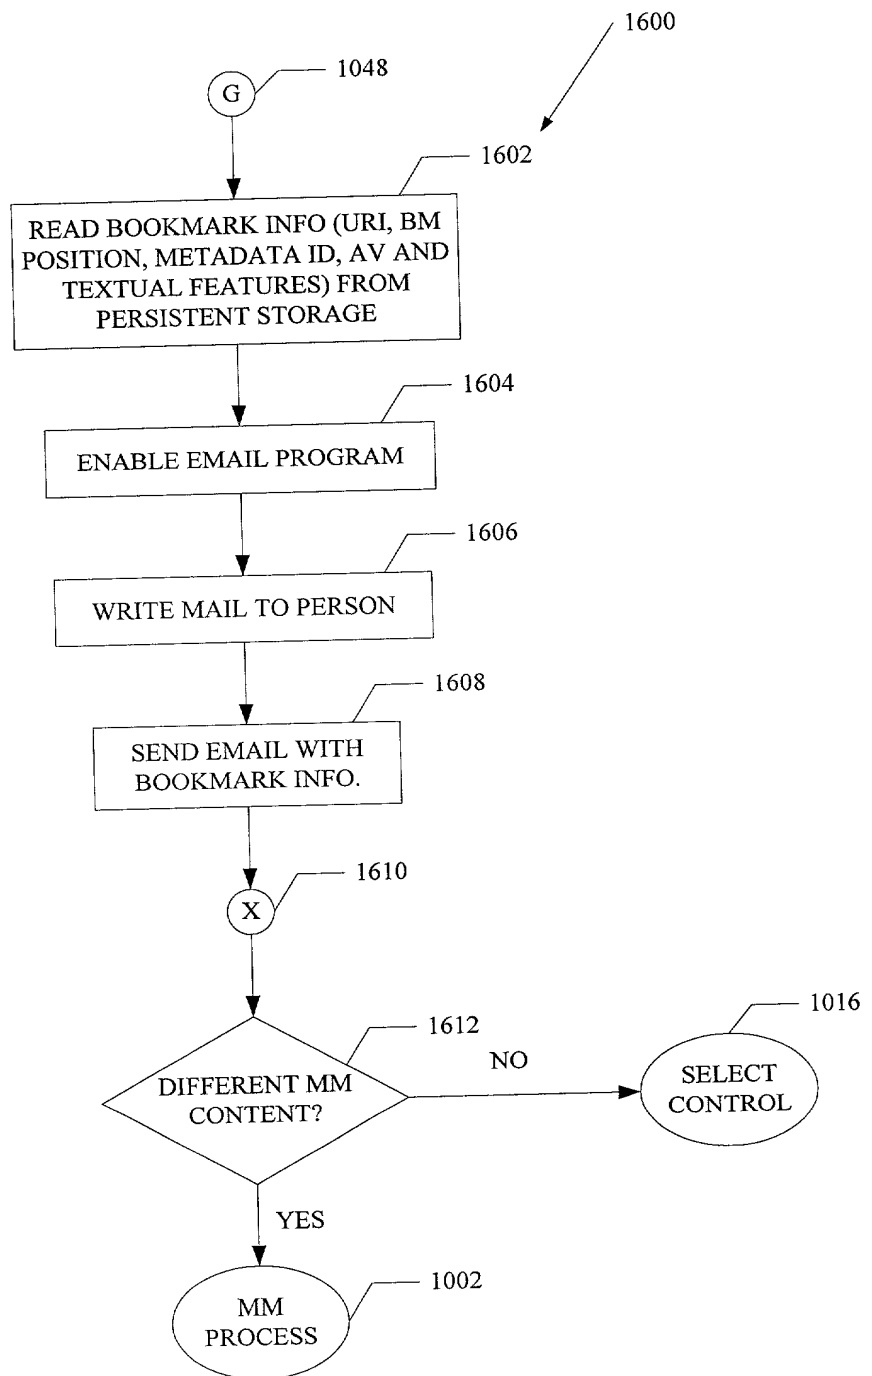 1600
G
1048
1602
READ BOOKMARK INFO (URI, BM
POSITION, METADATA ID, AV AND
TEXTUAL FEATURES) FROM
PERSISTENT STORAGE
1604
ENABLE EMAIL PROGRAM
1606
WRITE MAIL TO PERSON
1608
SEND EMAIL WITH
BOOKMARK INFO.
1610
X
1612
DIFFERENT MM
CONTENT?
NO
1016
SELECT
CONTROL
YES
1002
MM
PROCESS